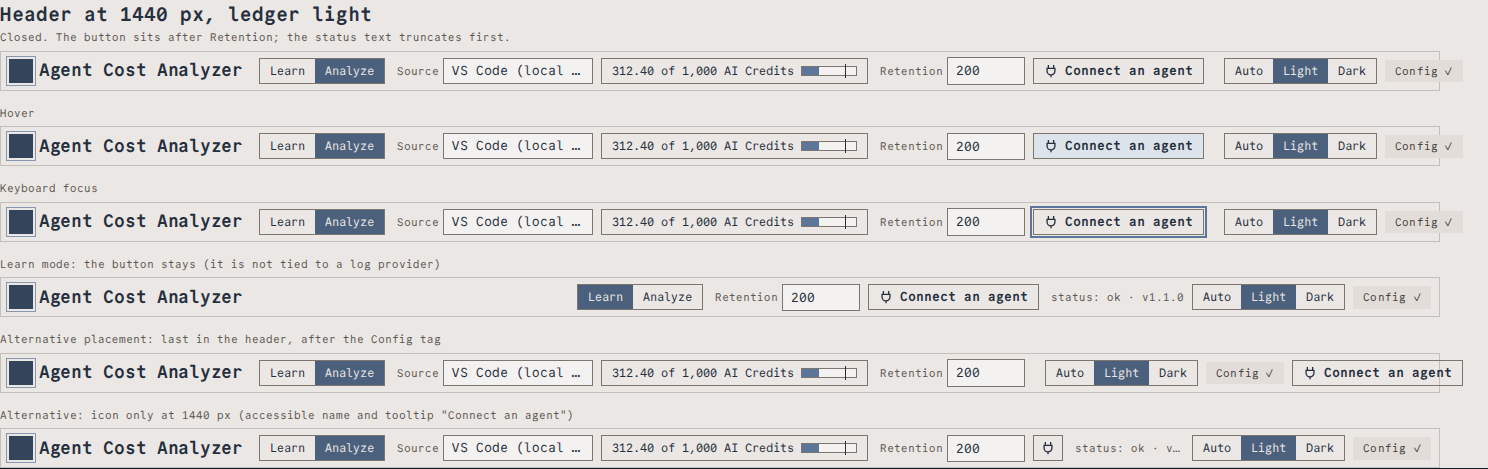 Header at 1440 px, ledger light
Closed. The button sits after Retention; the status text truncates first.
Agent Cost Analyzer Learn Analyze Source VS Code (local … 312.40 of 1,000 AI Credits Retention 200 Connect an agent Auto Light Dark Config ✓
Hover
Agent Cost Analyzer Learn Analyze Source VS Code (local … 312.40 of 1,000 AI Credits Retention 200 Connect an agent Auto Light Dark Config ✓
Keyboard focus
Agent Cost Analyzer Learn Analyze Source VS Code (local … 312.40 of 1,000 AI Credits Retention 200 Connect an agent Auto Light Dark Config ✓
Learn mode: the button stays (it is not tied to a log provider)
Agent Cost Analyzer Learn Analyze Retention 200 Connect an agent status: ok · v1.1.0 Auto Light Dark Config ✓
Alternative placement: last in the header, after the Config tag
Agent Cost Analyzer Learn Analyze Source VS Code (local … 312.40 of 1,000 AI Credits Retention 200 Auto Light Dark Config ✓ Connect an agent
Alternative: icon only at 1440 px (accessible name and tooltip "Connect an agent")
Agent Cost Analyzer Learn Analyze Source VS Code (local … 312.40 of 1,000 AI Credits Retention 200 status: ok · v… Auto Light Dark Config ✓